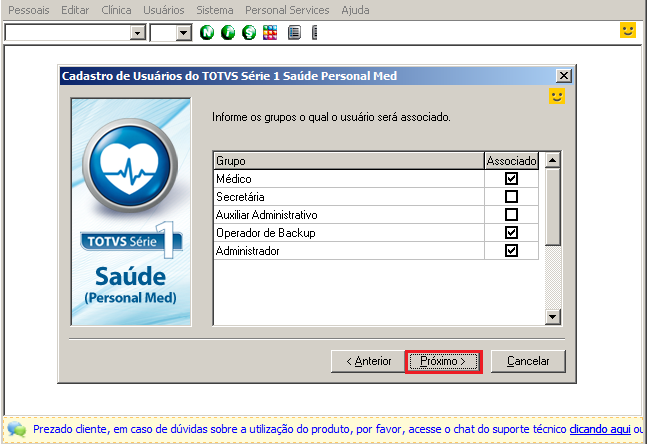 Pessoais Editar Clínica Usuários Sistema Personal Services Ajuda
N i $
Cadastro de Usuários do TOTVS Série 1 Saúde Personal Med
Informe os grupos o qual o usuário será associado.
Grupo Associado
Médico
Secretária
Auxiliar Administrativo
Operador de Backup
Administrador
TOTVS Série 1
Saúde
(Personal Med)
< Anterior Próximo > Cancelar
Prezado cliente, em caso de dúvidas sobre a utilização do produto, por favor, acesse o chat do suporte técnico clicando aqui ou